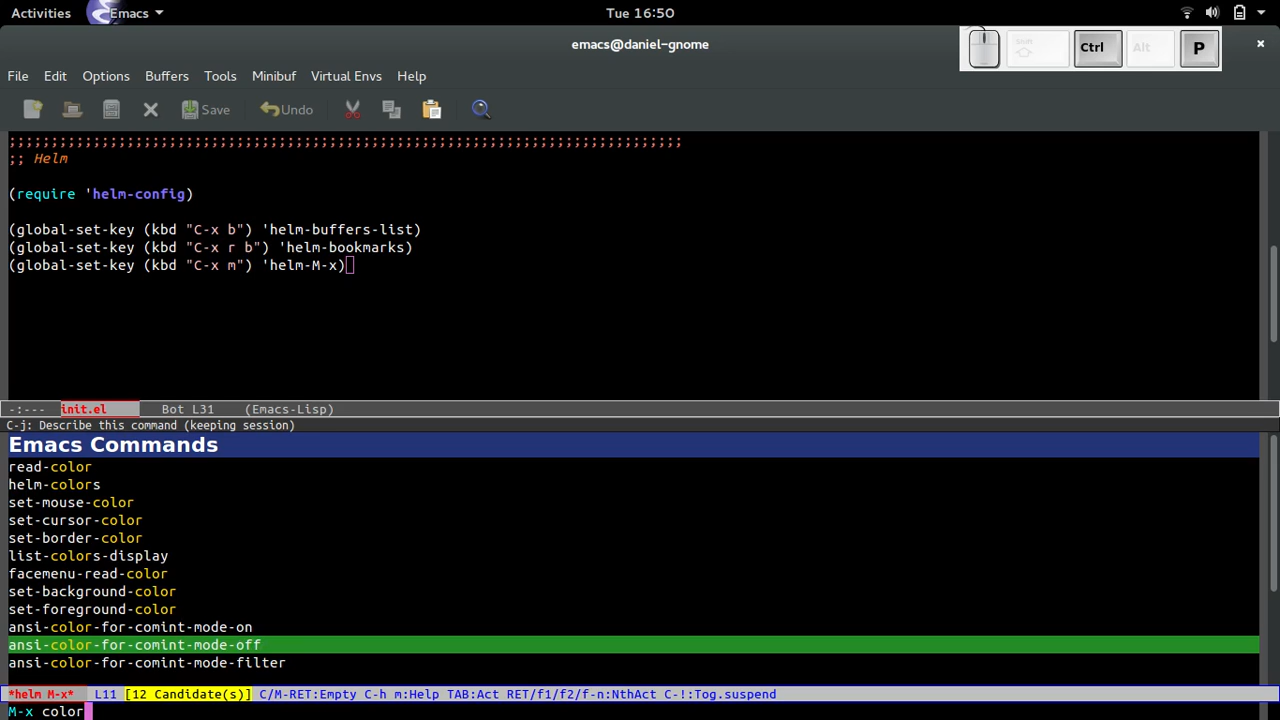 Activities Emacs Tue 16:50
emacs@daniel-gnome
Shift Ctrl Alt P
File Edit Options Buffers Tools Minibuf Virtual Envs Help
Save Undo
;;;;;;;;;;;;;;;;;;;;;;;;;;;;;;;;;;;;;;;;;;;;;;;;;;;;;;;;;;;;;;;;;;;;;;;;;;;;;;;;
;; Helm
(require 'helm-config)
(global-set-key (kbd "C-x b") 'helm-buffers-list)
(global-set-key (kbd "C-x r b") 'helm-bookmarks)
(global-set-key (kbd "C-x m") 'helm-M-x)
-:--- init.el Bot L31 (Emacs-Lisp)
C-j: Describe this command (keeping session)
Emacs Commands
read-color
helm-colors
set-mouse-color
set-cursor-color
set-border-color
list-colors-display
facemenu-read-color
set-background-color
set-foreground-color
ansi-color-for-comint-mode-on
ansi-color-for-comint-mode-off
ansi-color-for-comint-mode-filter
*helm M-x* L11 [12 Candidate(s)] C/M-RET:Empty C-h m:Help TAB:Act RET/f1/f2/f-n:NthAct C-!:Tog.suspend
M-x color